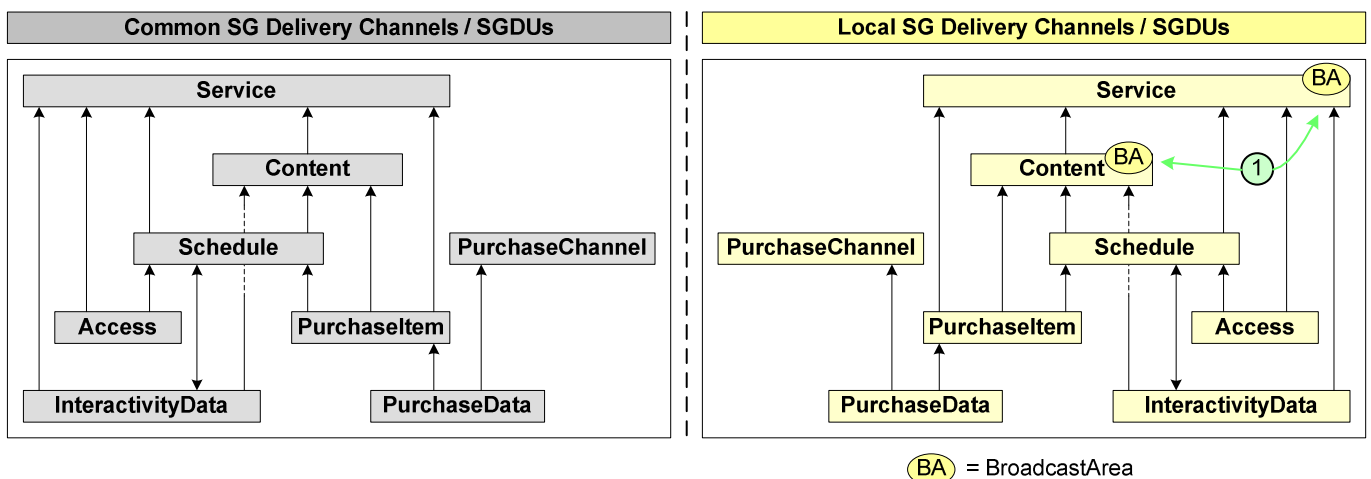 Common SG Delivery Channels / SGDUs
Local SG Delivery Channels / SGDUs
Service
Content
Schedule
PurchaseChannel
Access
PurchaseItem
InteractivityData
PurchaseData
BA
Service
BA
Content
1
PurchaseChannel
Schedule
PurchaseItem
Access
PurchaseData
InteractivityData
BA = BroadcastArea